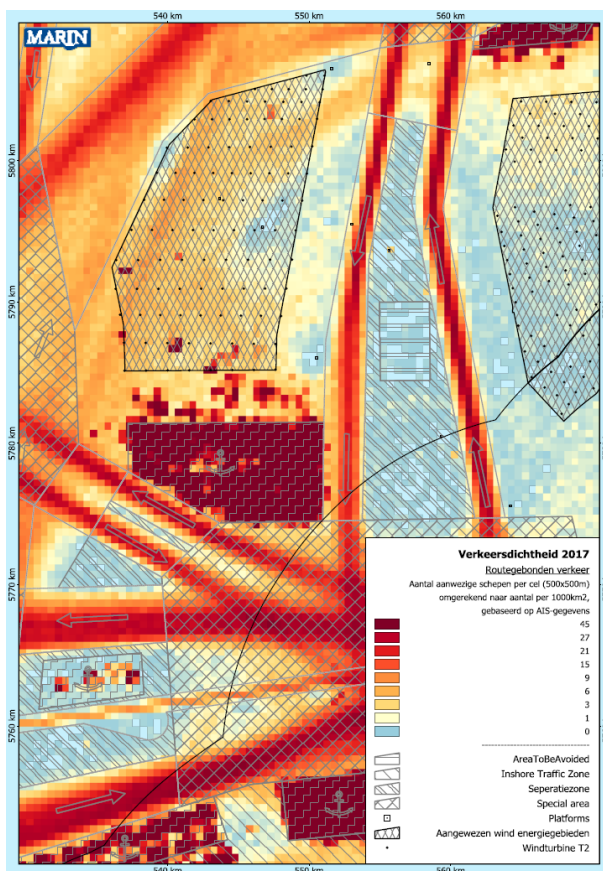 540 km
550 km
560 km
MARIN
5800 km
5790 km
5780 km
5770 km
5760 km
Verkeersdichtheid 2017
Routegebonden verkeer
Aantal aanwezige schepen per cel (500x500m)
omgerekend naar aantal per 1000km2,
gebaseerd op AIS-gegevens
45
27
21
15
9
6
3
1
0
------------------------
AreaToBeAvoided
Inshore Traffic Zone
Seperatiezone
Special area
Platforms
Aangewezen wind energiegebieden
Windturbine T2
540 km
550 km
560 km